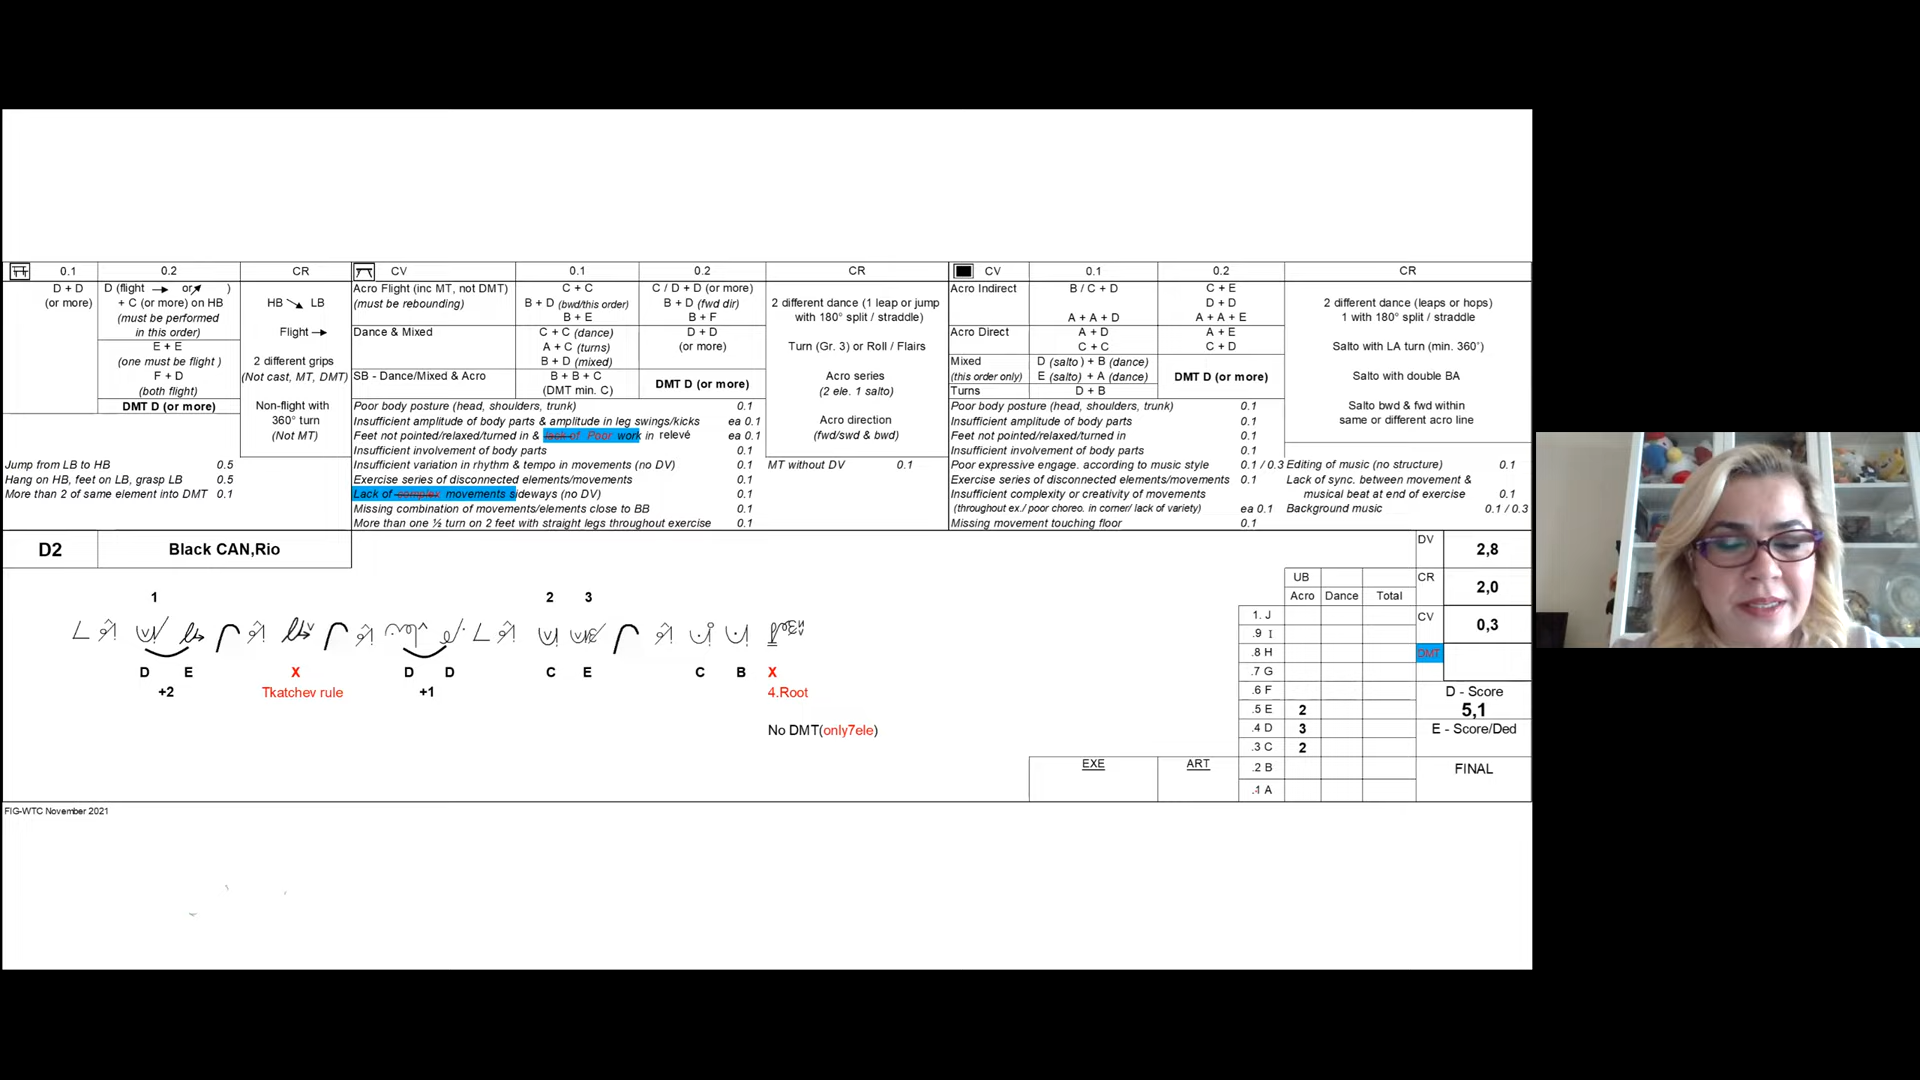 0.1 0.2 CR
D + D (or more)
D (flight → or ↗ )
+ C (or more) on HB
(must be performed
in this order)
E + E
(one must be flight )
F + D
(both flight)
DMT D (or more)
HB ↘ LB
Flight →
2 different grips
(Not cast, MT, DMT)
Non-flight with
360° turn
(Not MT)
Jump from LB to HB 0.5
Hang on HB, feet on LB, grasp LB 0.5
More than 2 of same element into DMT 0.1
CV 0.1 0.2 CR
Acro Flight (inc MT, not DMT)
(must be rebounding)
C + C
B + D (bwd/this order)
B + E
C / D + D (or more)
B + D (fwd dir)
B + F
Dance & Mixed
C + C (dance)
A + C (turns)
B + D (mixed)
D + D
(or more)
SB - Dance/Mixed & Acro
B + B + C
(DMT min. C)
DMT D (or more)
2 different dance (1 leap or jump
with 180° split / straddle)
Turn (Gr. 3) or Roll / Flairs
Acro series
(2 ele. 1 salto)
Acro direction
(fwd/swd & bwd)
Poor body posture (head, shoulders, trunk) 0.1
Insufficient amplitude of body parts & amplitude in leg swings/kicks ea 0.1
Feet not pointed/relaxed/turned in & lack of Poor work in relevé ea 0.1
Insufficient involvement of body parts 0.1
Insufficient variation in rhythm & tempo in movements (no DV) 0.1
Exercise series of disconnected elements/movements 0.1
Lack of complex movements sideways (no DV) 0.1
Missing combination of movements/elements close to BB 0.1
More than one ½ turn on 2 feet with straight legs throughout exercise 0.1
MT without DV 0.1
CV 0.1 0.2 CR
Acro Indirect
B / C + D
A + A + D
C + E
D + D
A + A + E
Acro Direct
A + D
C + C
A + E
C + D
Mixed
(this order only)
D (salto ) + B (dance)
E (salto) + A (dance)
DMT D (or more)
Turns D + B
2 different dance (leaps or hops)
1 with 180° split / straddle
Salto with LA turn (min. 360°)
Salto with double BA
Salto bwd & fwd within
same or different acro line
Poor body posture (head, shoulders, trunk) 0.1
Insufficient amplitude of body parts 0.1
Feet not pointed/relaxed/turned in 0.1
Insufficient involvement of body parts 0.1
Poor expressive engage. according to music style 0.1 / 0.3
Exercise series of disconnected elements/movements 0.1
Insufficient complexity or creativity of movements
(throughout ex./ poor choreo. in corner/ lack of variety) ea 0.1
Missing movement touching floor 0.1
Editing of music (no structure) 0.1
Lack of sync. between movement &
musical beat at end of exercise 0.1
Background music 0.1 / 0.3
D2 Black CAN,Rio
1 2 3
D E X D D C E C B X
+2 Tkatchev rule +1 4.Root
No DMT(only7ele)
DV 2,8
CR 2,0
CV 0,3
DMT
D - Score
5,1
E - Score/Ded
FINAL
UB
Acro Dance Total
1. J
.9 I
.8 H
.7 G
.6 F
.5 E 2
.4 D 3
.3 C 2
.2 B
.1 A
EXE ART
FIG-WTC November 2021